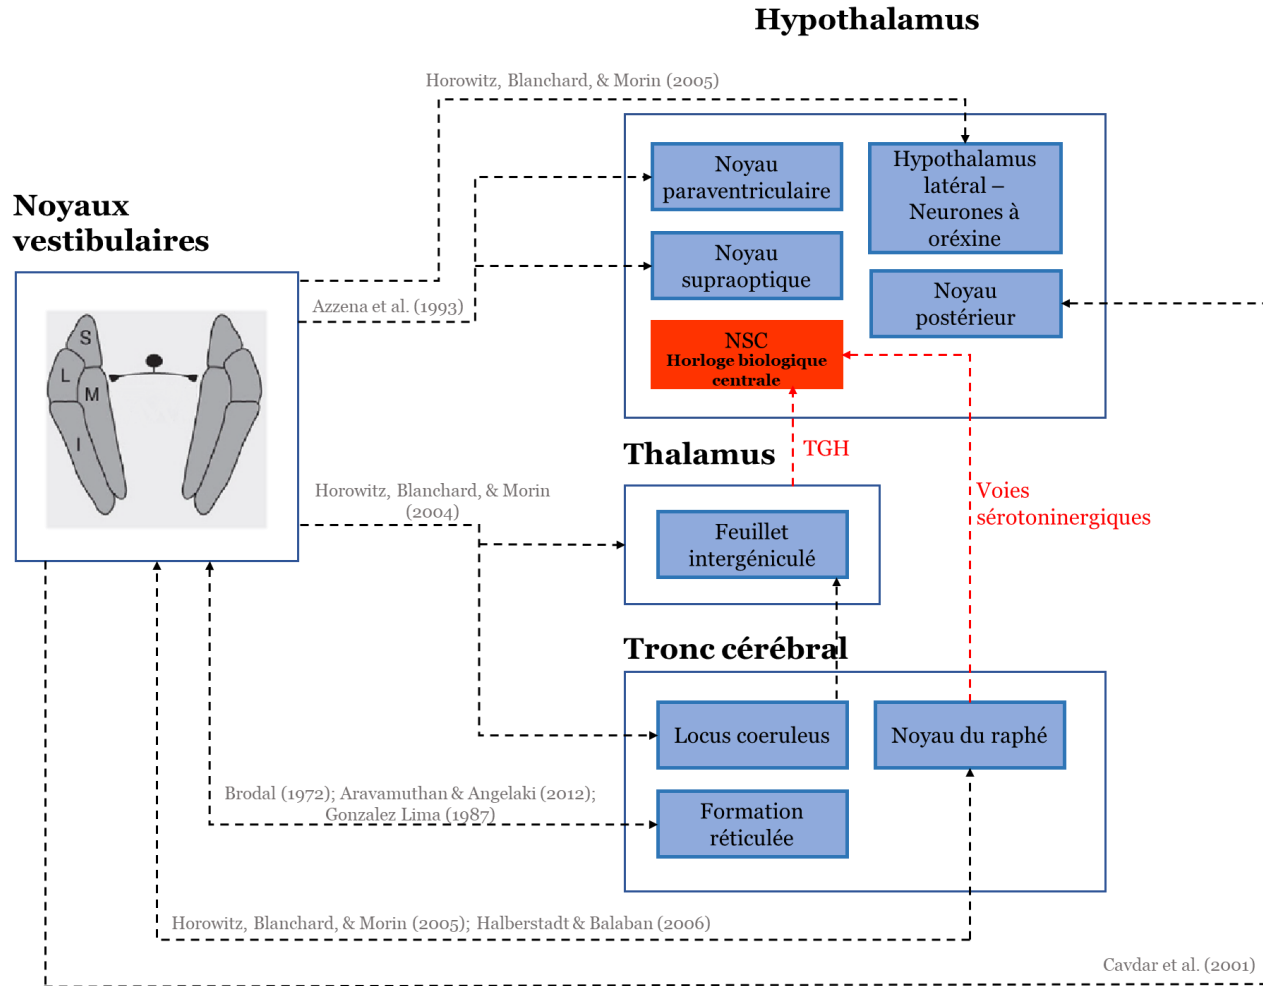 Hypothalamus
Horowitz, Blanchard, & Morin (2005)
Noyau
paraventriculaire
Hypothalamus
latéral –
Neurones à
oréxine
Noyaux
vestibulaires
Noyau
supraoptique
Noyau
postérieur
Azzena et al. (1993)
NSC
Horloge biologique
centrale
S
L
M
I
TGH
Thalamus
Voies
sérotoninergiques
Horowitz, Blanchard, & Morin
(2004)
Feuillet
intergéniculé
Tronc cérébral
Locus coeruleus
Noyau du raphé
Brodal (1972); Aravamuthan & Angelaki (2012);
Gonzalez Lima (1987)
Formation
réticulée
Horowitz, Blanchard, & Morin (2005); Halberstadt & Balaban (2006)
Cavdar et al. (2001)